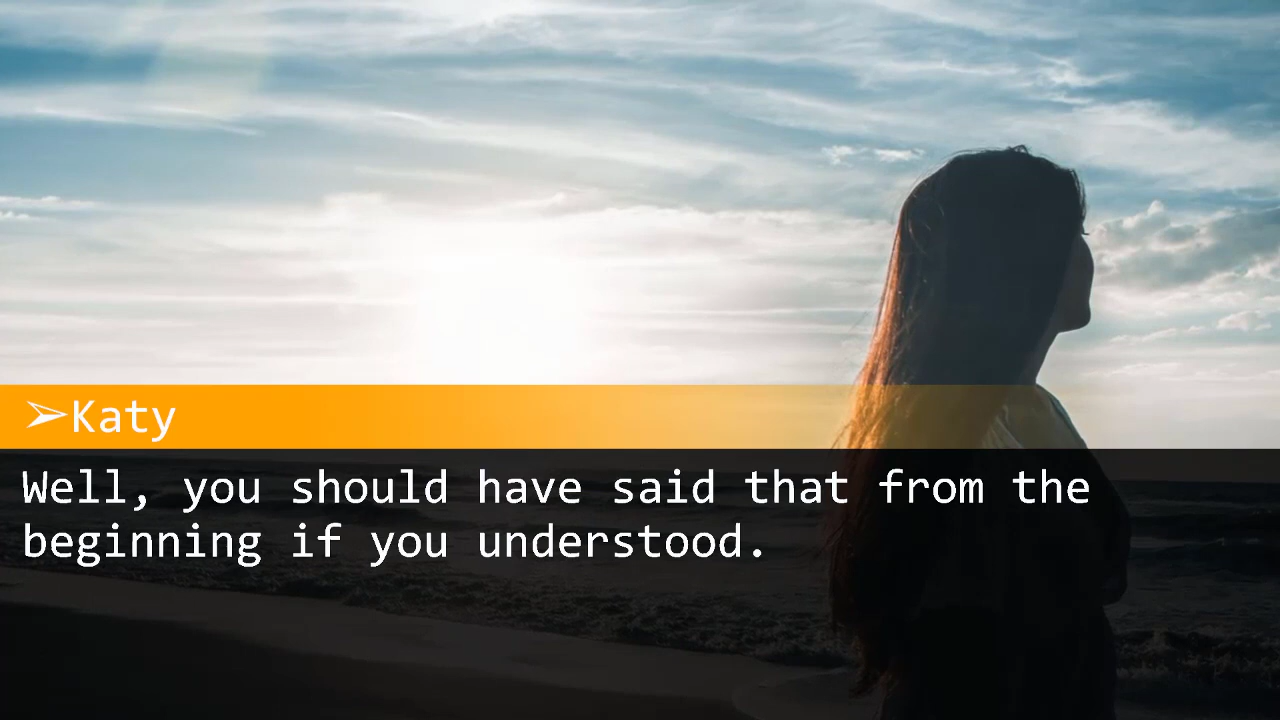 ➢Katy
Well, you should have said that from the
beginning if you understood.